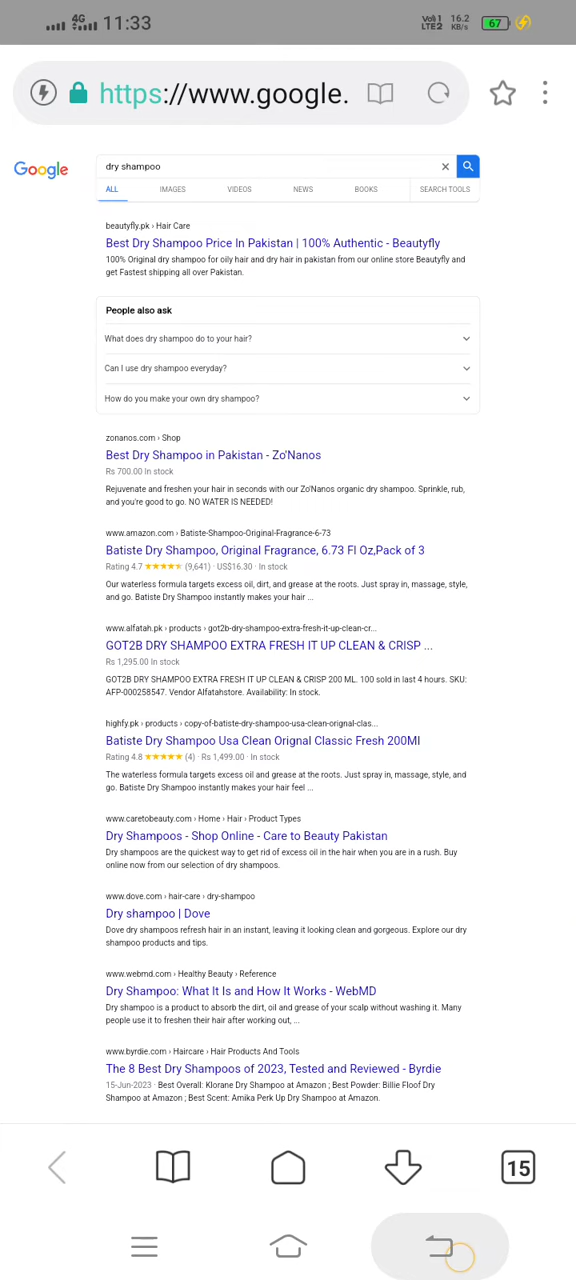 4G 11:33 Vol1 LTE2 16.2 KB/s 67
https://www.google.
Google dry shampoo
ALL IMAGES VIDEOS NEWS BOOKS SEARCH TOOLS
beautyfly.pk › Hair Care
Best Dry Shampoo Price In Pakistan | 100% Authentic - Beautyfly
100% Original dry shampoo for oily hair and dry hair in pakistan from our online store Beautyfly and
get Fastest shipping all over Pakistan.
People also ask
What does dry shampoo do to your hair?
Can I use dry shampoo everyday?
How do you make your own dry shampoo?
zonanos.com › Shop
Best Dry Shampoo in Pakistan - Zo'Nanos
Rs 700.00 In stock
Rejuvenate and freshen your hair in seconds with our Zo'Nanos organic dry shampoo. Sprinkle, rub,
and you're good to go. NO WATER IS NEEDED!
www.amazon.com › Batiste-Shampoo-Original-Fragrance-6-73
Batiste Dry Shampoo, Original Fragrance, 6.73 Fl Oz,Pack of 3
Rating 4.7 ★★★★★ (9,641) · US$16.30 · In stock
Our waterless formula targets excess oil, dirt, and grease at the roots. Just spray in, massage, style,
and go. Batiste Dry Shampoo instantly makes your hair ...
www.alfatah.pk › products › got2b-dry-shampoo-extra-fresh-it-up-clean-cr...
GOT2B DRY SHAMPOO EXTRA FRESH IT UP CLEAN & CRISP ...
Rs 1,295.00 In stock
GOT2B DRY SHAMPOO EXTRA FRESH IT UP CLEAN & CRISP 200 ML. 100 sold in last 4 hours. SKU:
AFP-000258547. Vendor Alfatahstore. Availability: In stock.
highfy.pk › products › copy-of-batiste-dry-shampoo-usa-clean-orignal-clas...
Batiste Dry Shampoo Usa Clean Orignal Classic Fresh 200Ml
Rating 4.8 ★★★★★ (4) · Rs 1,499.00 · In stock
The waterless formula targets excess oil and grease at the roots. Just spray in, massage, style, and
go. Batiste Dry Shampoo instantly makes your hair feel ...
www.caretobeauty.com › Home › Hair › Product Types
Dry Shampoos - Shop Online - Care to Beauty Pakistan
Dry shampoos are the quickest way to get rid of excess oil in the hair when you are in a rush. Buy
online now from our selection of dry shampoos.
www.dove.com › hair-care › dry-shampoo
Dry shampoo | Dove
Dove dry shampoos refresh hair in an instant, leaving it looking clean and gorgeous. Explore our dry
shampoo products and tips.
www.webmd.com › Healthy Beauty › Reference
Dry Shampoo: What It Is and How It Works - WebMD
Dry shampoo is a product to absorb the dirt, oil and grease of your scalp without washing it. Many
people use it to freshen their hair after working out, ...
www.byrdie.com › Haircare › Hair Products And Tools
The 8 Best Dry Shampoos of 2023, Tested and Reviewed - Byrdie
15-Jun-2023 · Best Overall: Klorane Dry Shampoo at Amazon ; Best Powder: Billie Floof Dry
Shampoo at Amazon ; Best Scent: Amika Perk Up Dry Shampoo at Amazon.
15